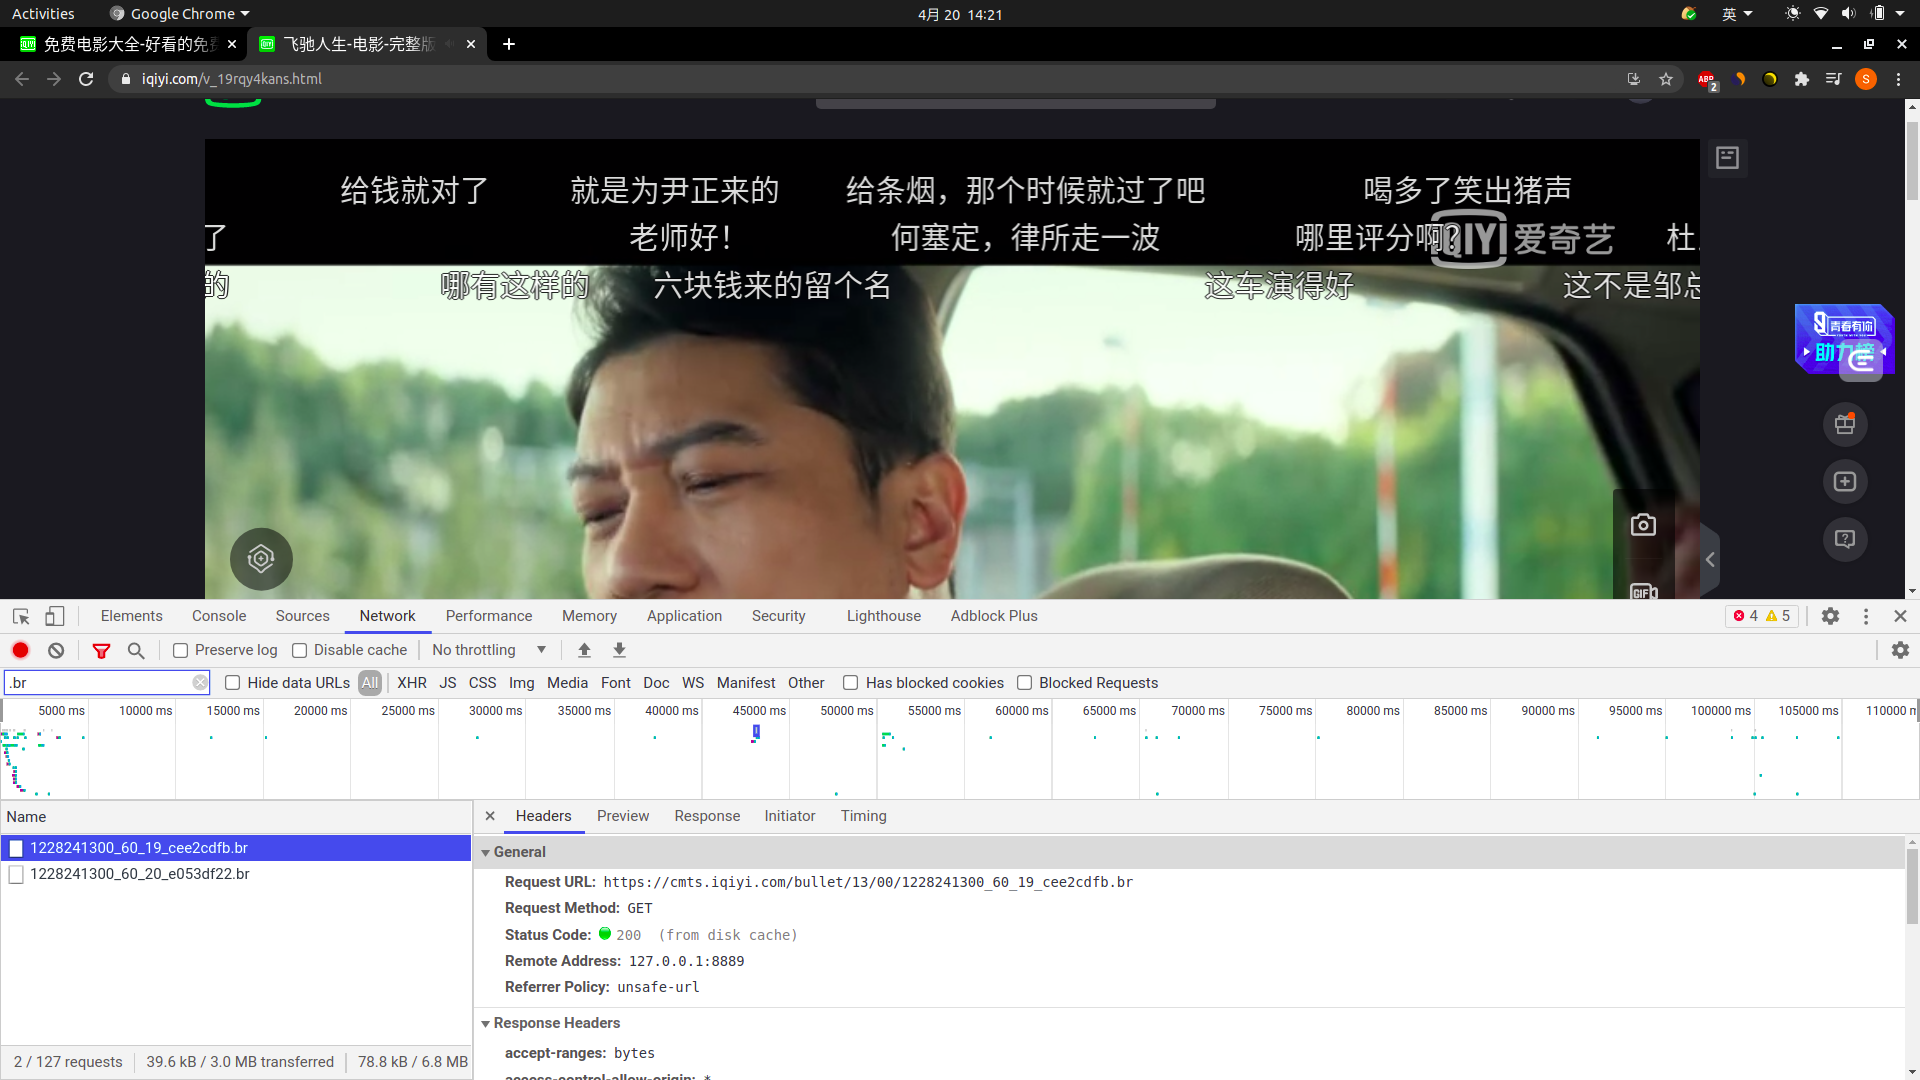 Activities
Google Chrome
4月 20 14:21
英
免费电影大全-好看的免费
飞驰人生-电影-完整版
iqiyi.com/v_19rqy4kans.html
ABP
2
S
给钱就对了 就是为尹正来的 给条烟，那个时候就过了吧 喝多了笑出猪声
了 老师好！ 何塞定，律所走一波 哪里评分啊？ 杜
iQIYI 爱奇艺
的 哪有这样的 六块钱来的留个名 这车演得好 这不是邹总
青春有你
助力榜
GIF
Elements Console Sources Network Performance Memory Application Security Lighthouse Adblock Plus 4 5
Preserve log Disable cache No throttling
.br Hide data URLs All XHR JS CSS Img Media Font Doc WS Manifest Other Has blocked cookies Blocked Requests
5000 ms 10000 ms 15000 ms 20000 ms 25000 ms 30000 ms 35000 ms 40000 ms 45000 ms 50000 ms 55000 ms 60000 ms 65000 ms 70000 ms 75000 ms 80000 ms 85000 ms 90000 ms 95000 ms 100000 ms 105000 ms 110000 m
Name
1228241300_60_19_cee2cdfb.br
1228241300_60_20_e053df22.br
2 / 127 requests 39.6 kB / 3.0 MB transferred 78.8 kB / 6.8 MB
Headers Preview Response Initiator Timing
General
Request URL: https://cmts.iqiyi.com/bullet/13/00/1228241300_60_19_cee2cdfb.br
Request Method: GET
Status Code: 200 (from disk cache)
Remote Address: 127.0.0.1:8889
Referrer Policy: unsafe-url
Response Headers
accept-ranges: bytes
access-control-allow-origin: *